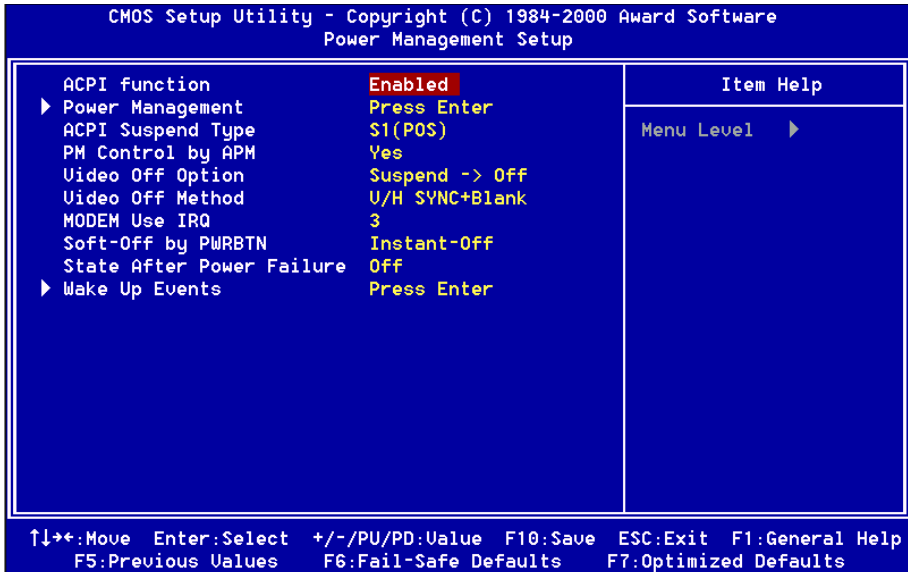 CMOS Setup Utility - Copyright (C) 1984-2000 Award Software
Power Management Setup
ACPI function Enabled
Power Management Press Enter
ACPI Suspend Type S1(POS)
PM Control by APM Yes
Video Off Option Suspend -> Off
Video Off Method V/H SYNC+Blank
MODEM Use IRQ 3
Soft-Off by PWRBTN Instant-Off
State After Power Failure Off
Wake Up Events Press Enter
Item Help
Menu Level
↑↓→←:Move Enter:Select +/-/PU/PD:Value F10:Save ESC:Exit F1:General Help
F5:Previous Values F6:Fail-Safe Defaults F7:Optimized Defaults